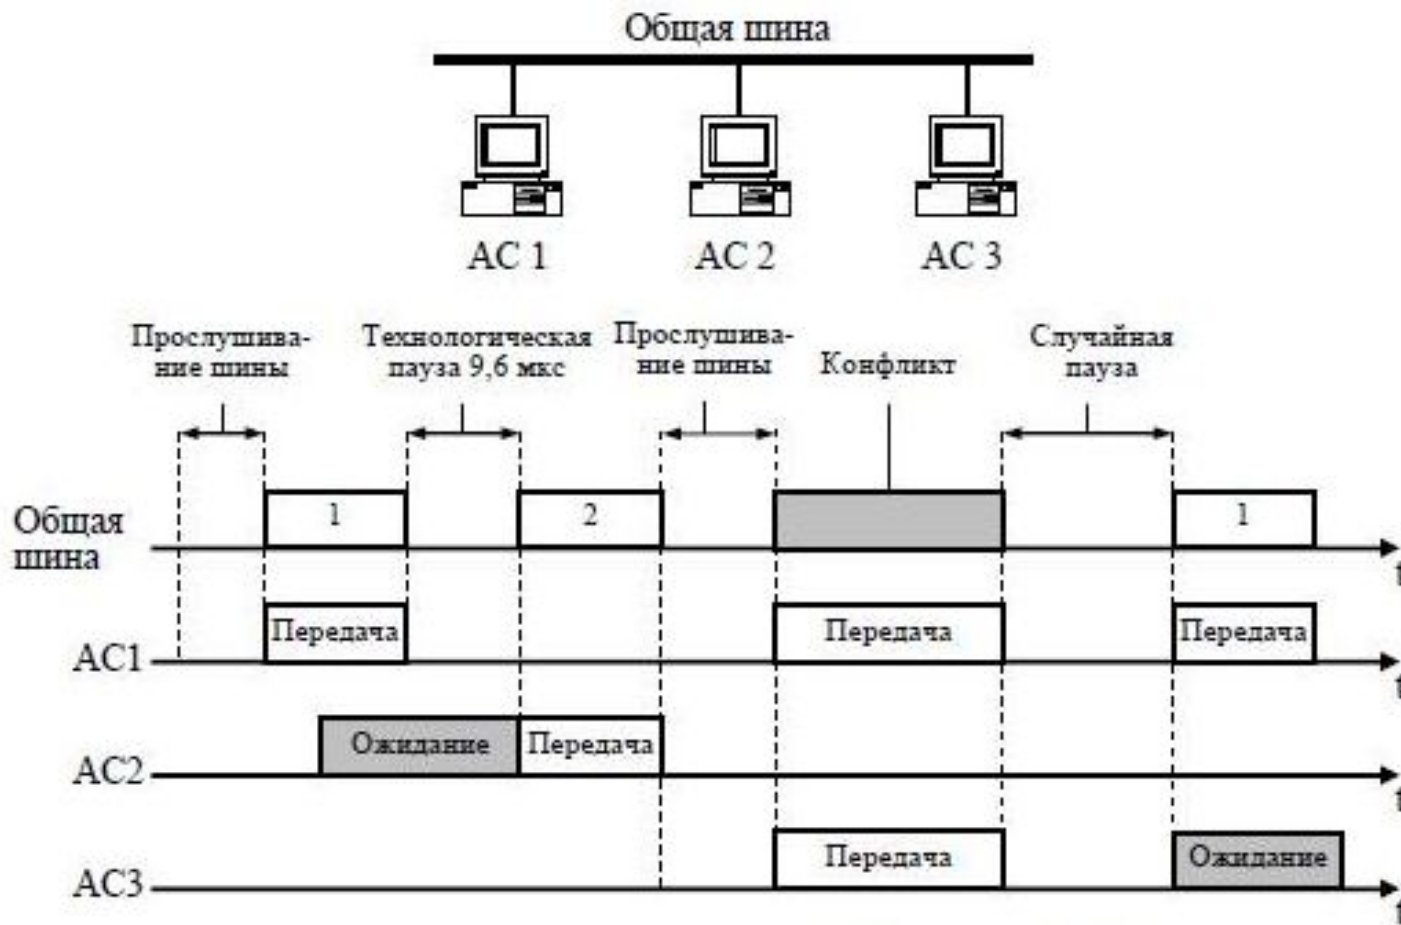 Общая шина
АС 1 АС 2 АС 3
Прослушива-
ние шины
Технологическая
пауза 9,6 мкс
Прослушива-
ние шины
Конфликт
Случайная
пауза
Общая
шина
1
2
1
t
АС1
Передача
Передача
Передача
t
АС2
Ожидание
Передача
t
АС3
Передача
Ожидание
t